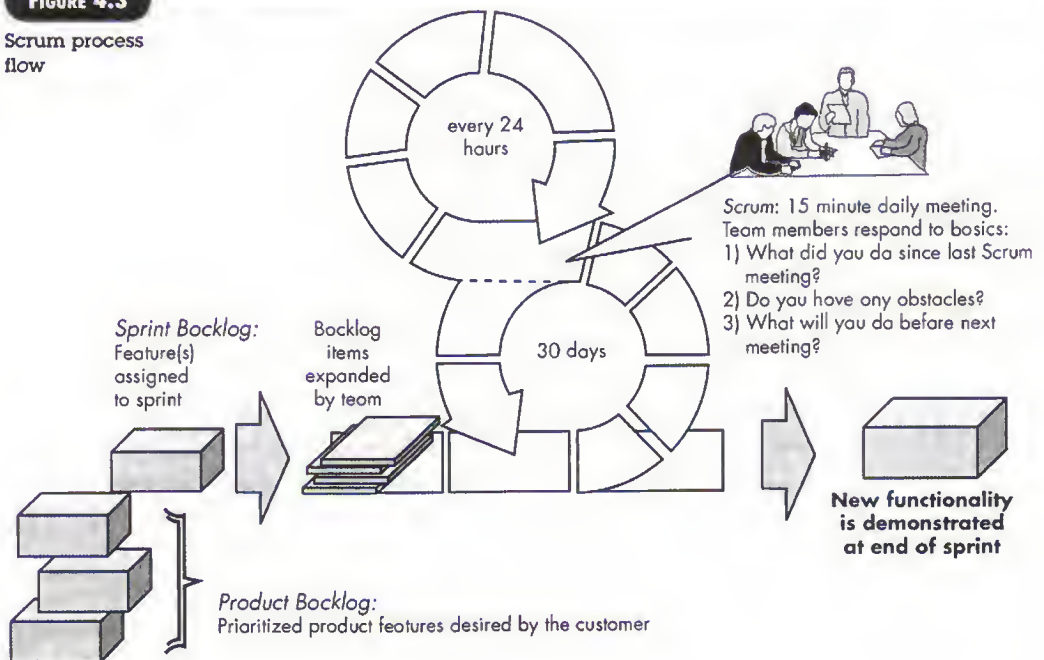 FIGURE 4.3
Scrum process
flow
every 24
hours
Scrum: 15 minute daily meeting.
Team members respond to basics:
1) What did you do since last Scrum
meeting?
2) Do you have any obstacles?
3) What will you do before next
meeting?
30 days
Sprint Bocklog:
Feature(s)
assigned
to sprint
Bocklog
items
expanded
by team
New functionality
is demonstrated
at end of sprint
Product Bocklog:
Prioritized product features desired by the customer